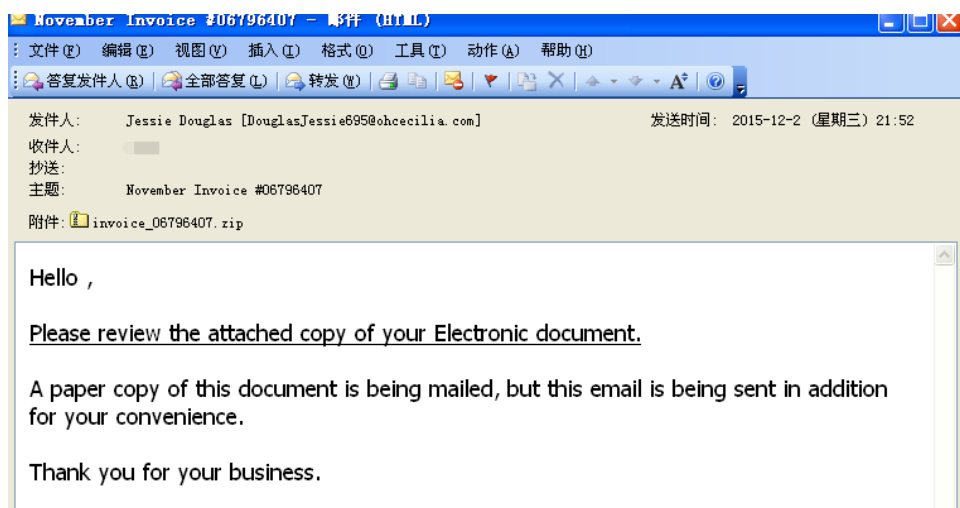 November Invoice #06796407 - 邮件 (HTML)
文件(F) 编辑(E) 视图(V) 插入(I) 格式(O) 工具(T) 动作(A) 帮助(H)
答复发件人(R) 全部答复(L) 转发(W)
发件人: Jessie Douglas [DouglasJessie695@ohcecilia.com] 发送时间: 2015-12-2 (星期三) 21:52
收件人:
抄送:
主题: November Invoice #06796407
附件: invoice_06796407.zip
Hello ,
Please review the attached copy of your Electronic document.
A paper copy of this document is being mailed, but this email is being sent in addition
for your convenience.
Thank you for your business.